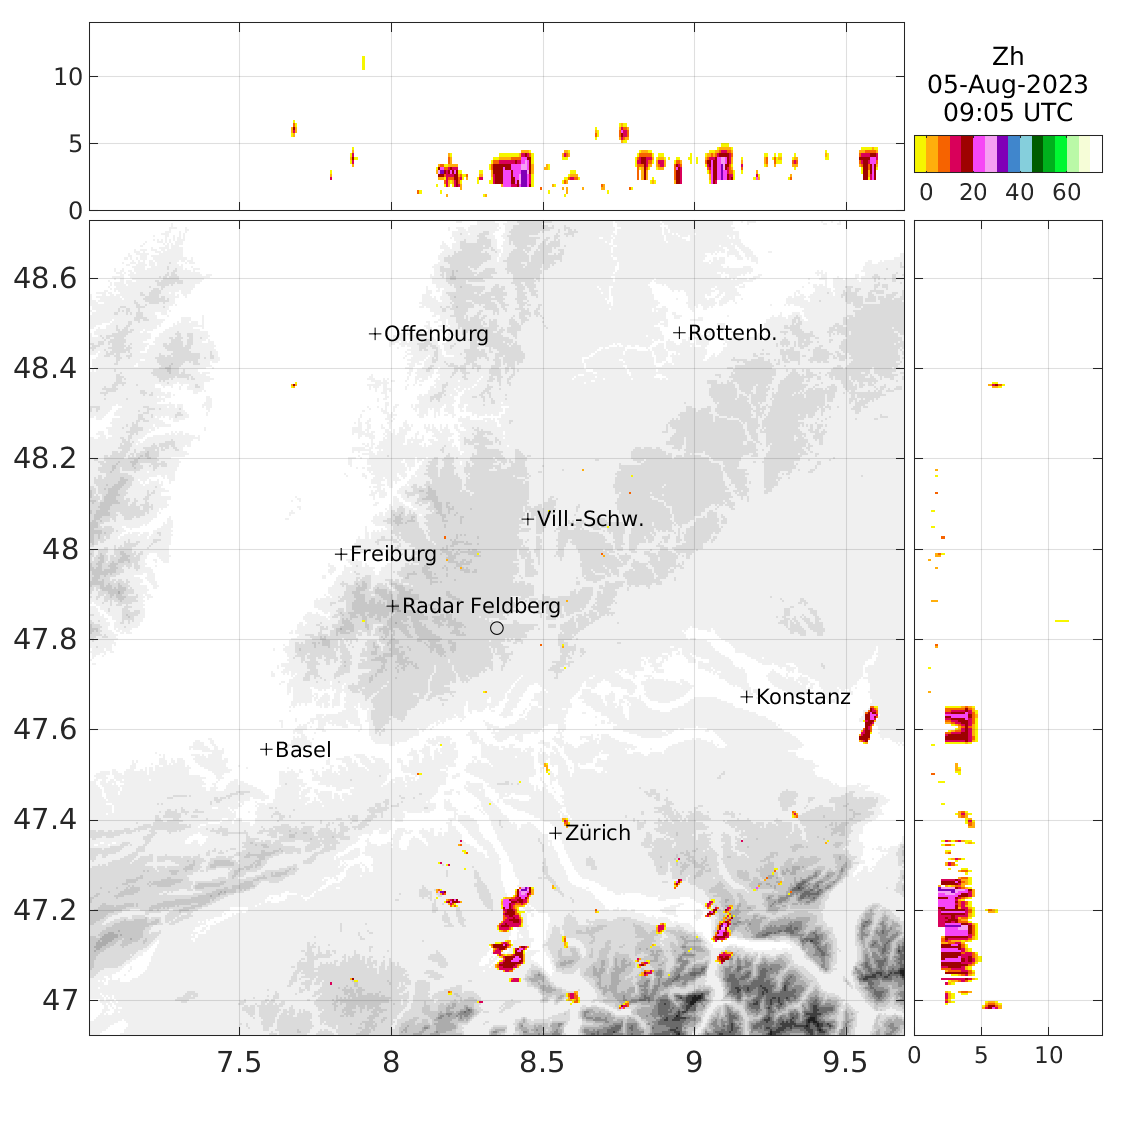 Zh
05-Aug-2023
09:05 UTC
0 20 40 60
10
5
0
48.6
48.4
48.2
48
47.8
47.6
47.4
47.2
47
Offenburg
Rottenb.
Vill.-Schw.
Freiburg
Radar Feldberg
Konstanz
Basel
Zürich
7.5 8 8.5 9 9.5
0 5 10